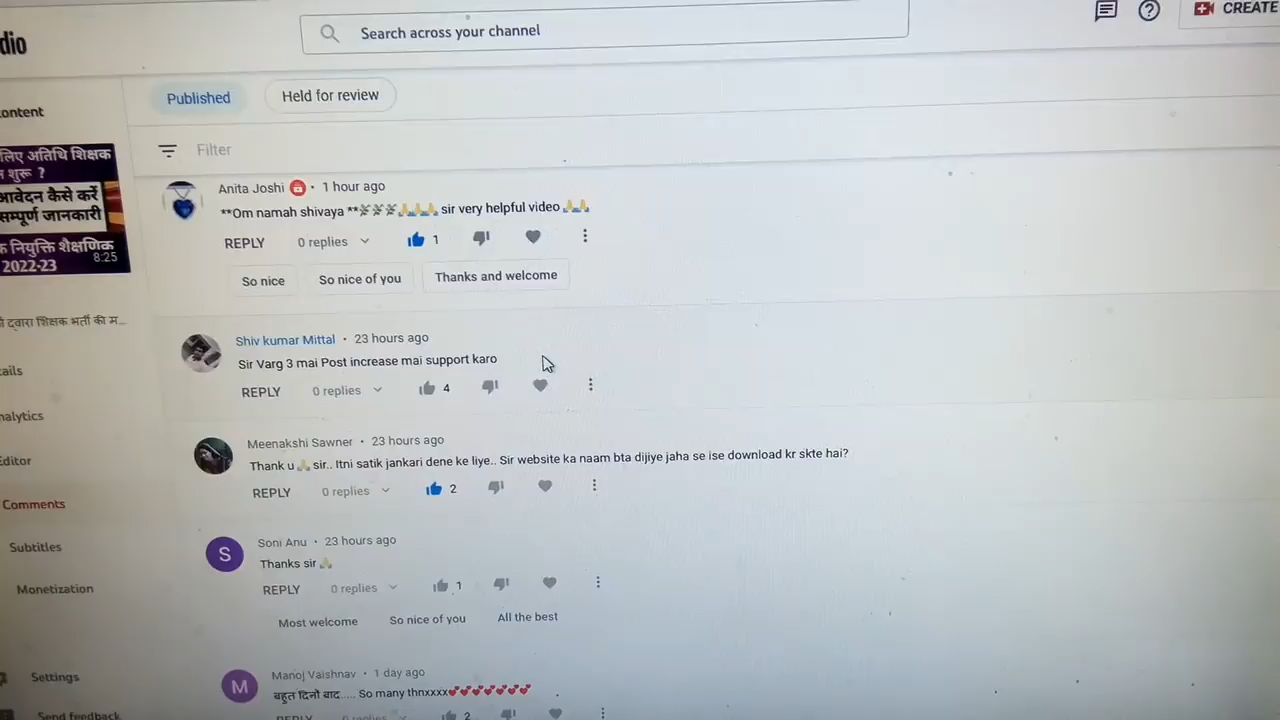 dio
Search across your channel
CREATE
Published
Held for review
ontent
Filter
लिए अतिथि शिक्षक
शुरू ?
आवेदन कैसे करें
सम्पूर्ण जानकारी
नियुक्ति शैक्षणिक
2022-23
8:25
द्वारा शिक्षक भर्ती की म...
ails
nalytics
Editor
Comments
Subtitles
Monetization
Settings
Send feedback
Anita Joshi • 1 hour ago
**Om namah shivaya **🙏🙏🙏 sir very helpful video 🙏🙏
REPLY 0 replies 1
So nice So nice of you Thanks and welcome
Shiv kumar Mittal • 23 hours ago
Sir Varg 3 mai Post increase mai support karo
REPLY 0 replies 4
Meenakshi Sawner • 23 hours ago
Thank u🙏sir.. Itni satik jankari dene ke liye.. Sir website ka naam bta dijiye jaha se ise download kr skte hai?
REPLY 0 replies 2
S
Soni Anu • 23 hours ago
Thanks sir🙏
REPLY 0 replies 1
Most welcome So nice of you All the best
M
Manoj Vaishnav • 1 day ago
बहुत दिनो बाद..... So many thnxxxx💕💕💕💕💕💕💕
REPLY 0 replies 2